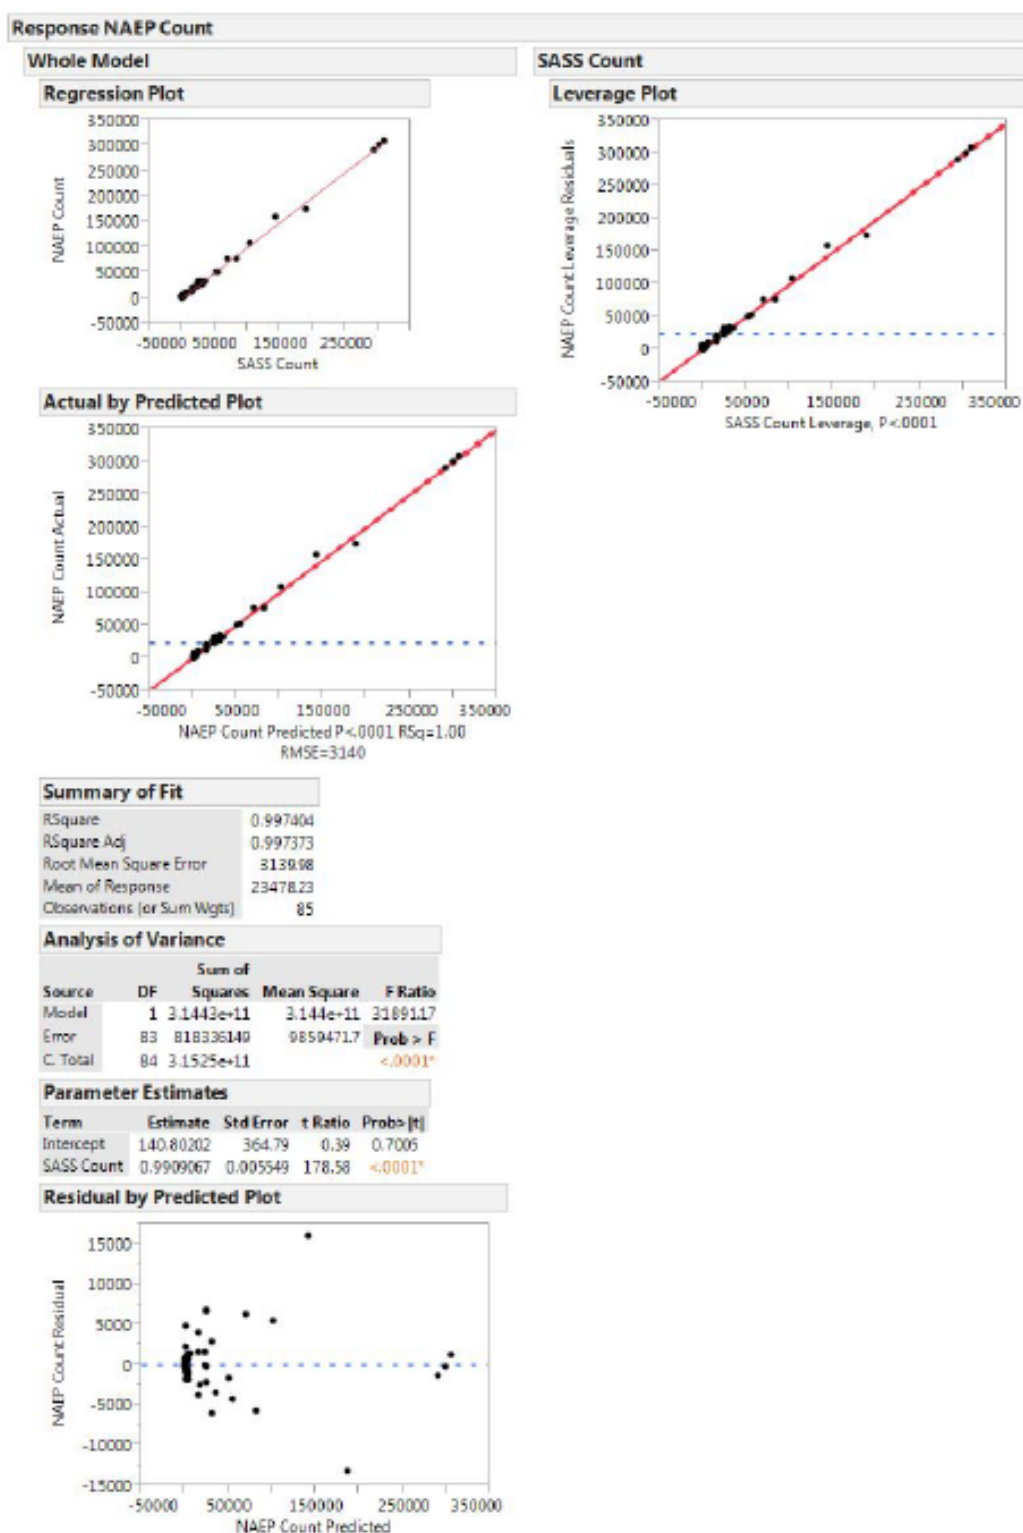 Response NAEP Count
Whole Model
Regression Plot
350000
300000
250000
200000
150000
100000
50000
0
-50000
NAEP Count
-50000 50000 150000 250000
SASS Count
SASS Count
Leverage Plot
350000
300000
250000
200000
150000
100000
50000
0
-50000
NAEP Count Leverage Residuals
-50000 50000 150000 250000 350000
SASS Count Leverage, P<.0001
Actual by Predicted Plot
350000
300000
250000
200000
150000
100000
50000
0
-50000
NAEP Count Actual
-50000 50000 150000 250000 350000
NAEP Count Predicted P<.0001 RSq=1.00
RMSE=3140
Summary of Fit
RSquare 0.997404
RSquare Adj 0.997373
Root Mean Square Error 3139.98
Mean of Response 23478.23
Observations (or Sum Wgts) 85
Analysis of Variance
Sum of
Source DF Squares Mean Square F Ratio
Model 1 3.1443e+11 3.144e+11 31891.17
Error 83 818336149 9859471.7 Prob > F
C. Total 84 3.1525e+11 <.0001*
Parameter Estimates
Term Estimate Std Error t Ratio Prob>|t|
Intercept 140.80202 364.79 0.39 0.7005
SASS Count 0.9909067 0.005549 178.58 <.0001*
Residual by Predicted Plot
15000
10000
5000
0
-5000
-10000
-15000
NAEP Count Residual
-50000 50000 150000 250000 350000
NAEP Count Predicted